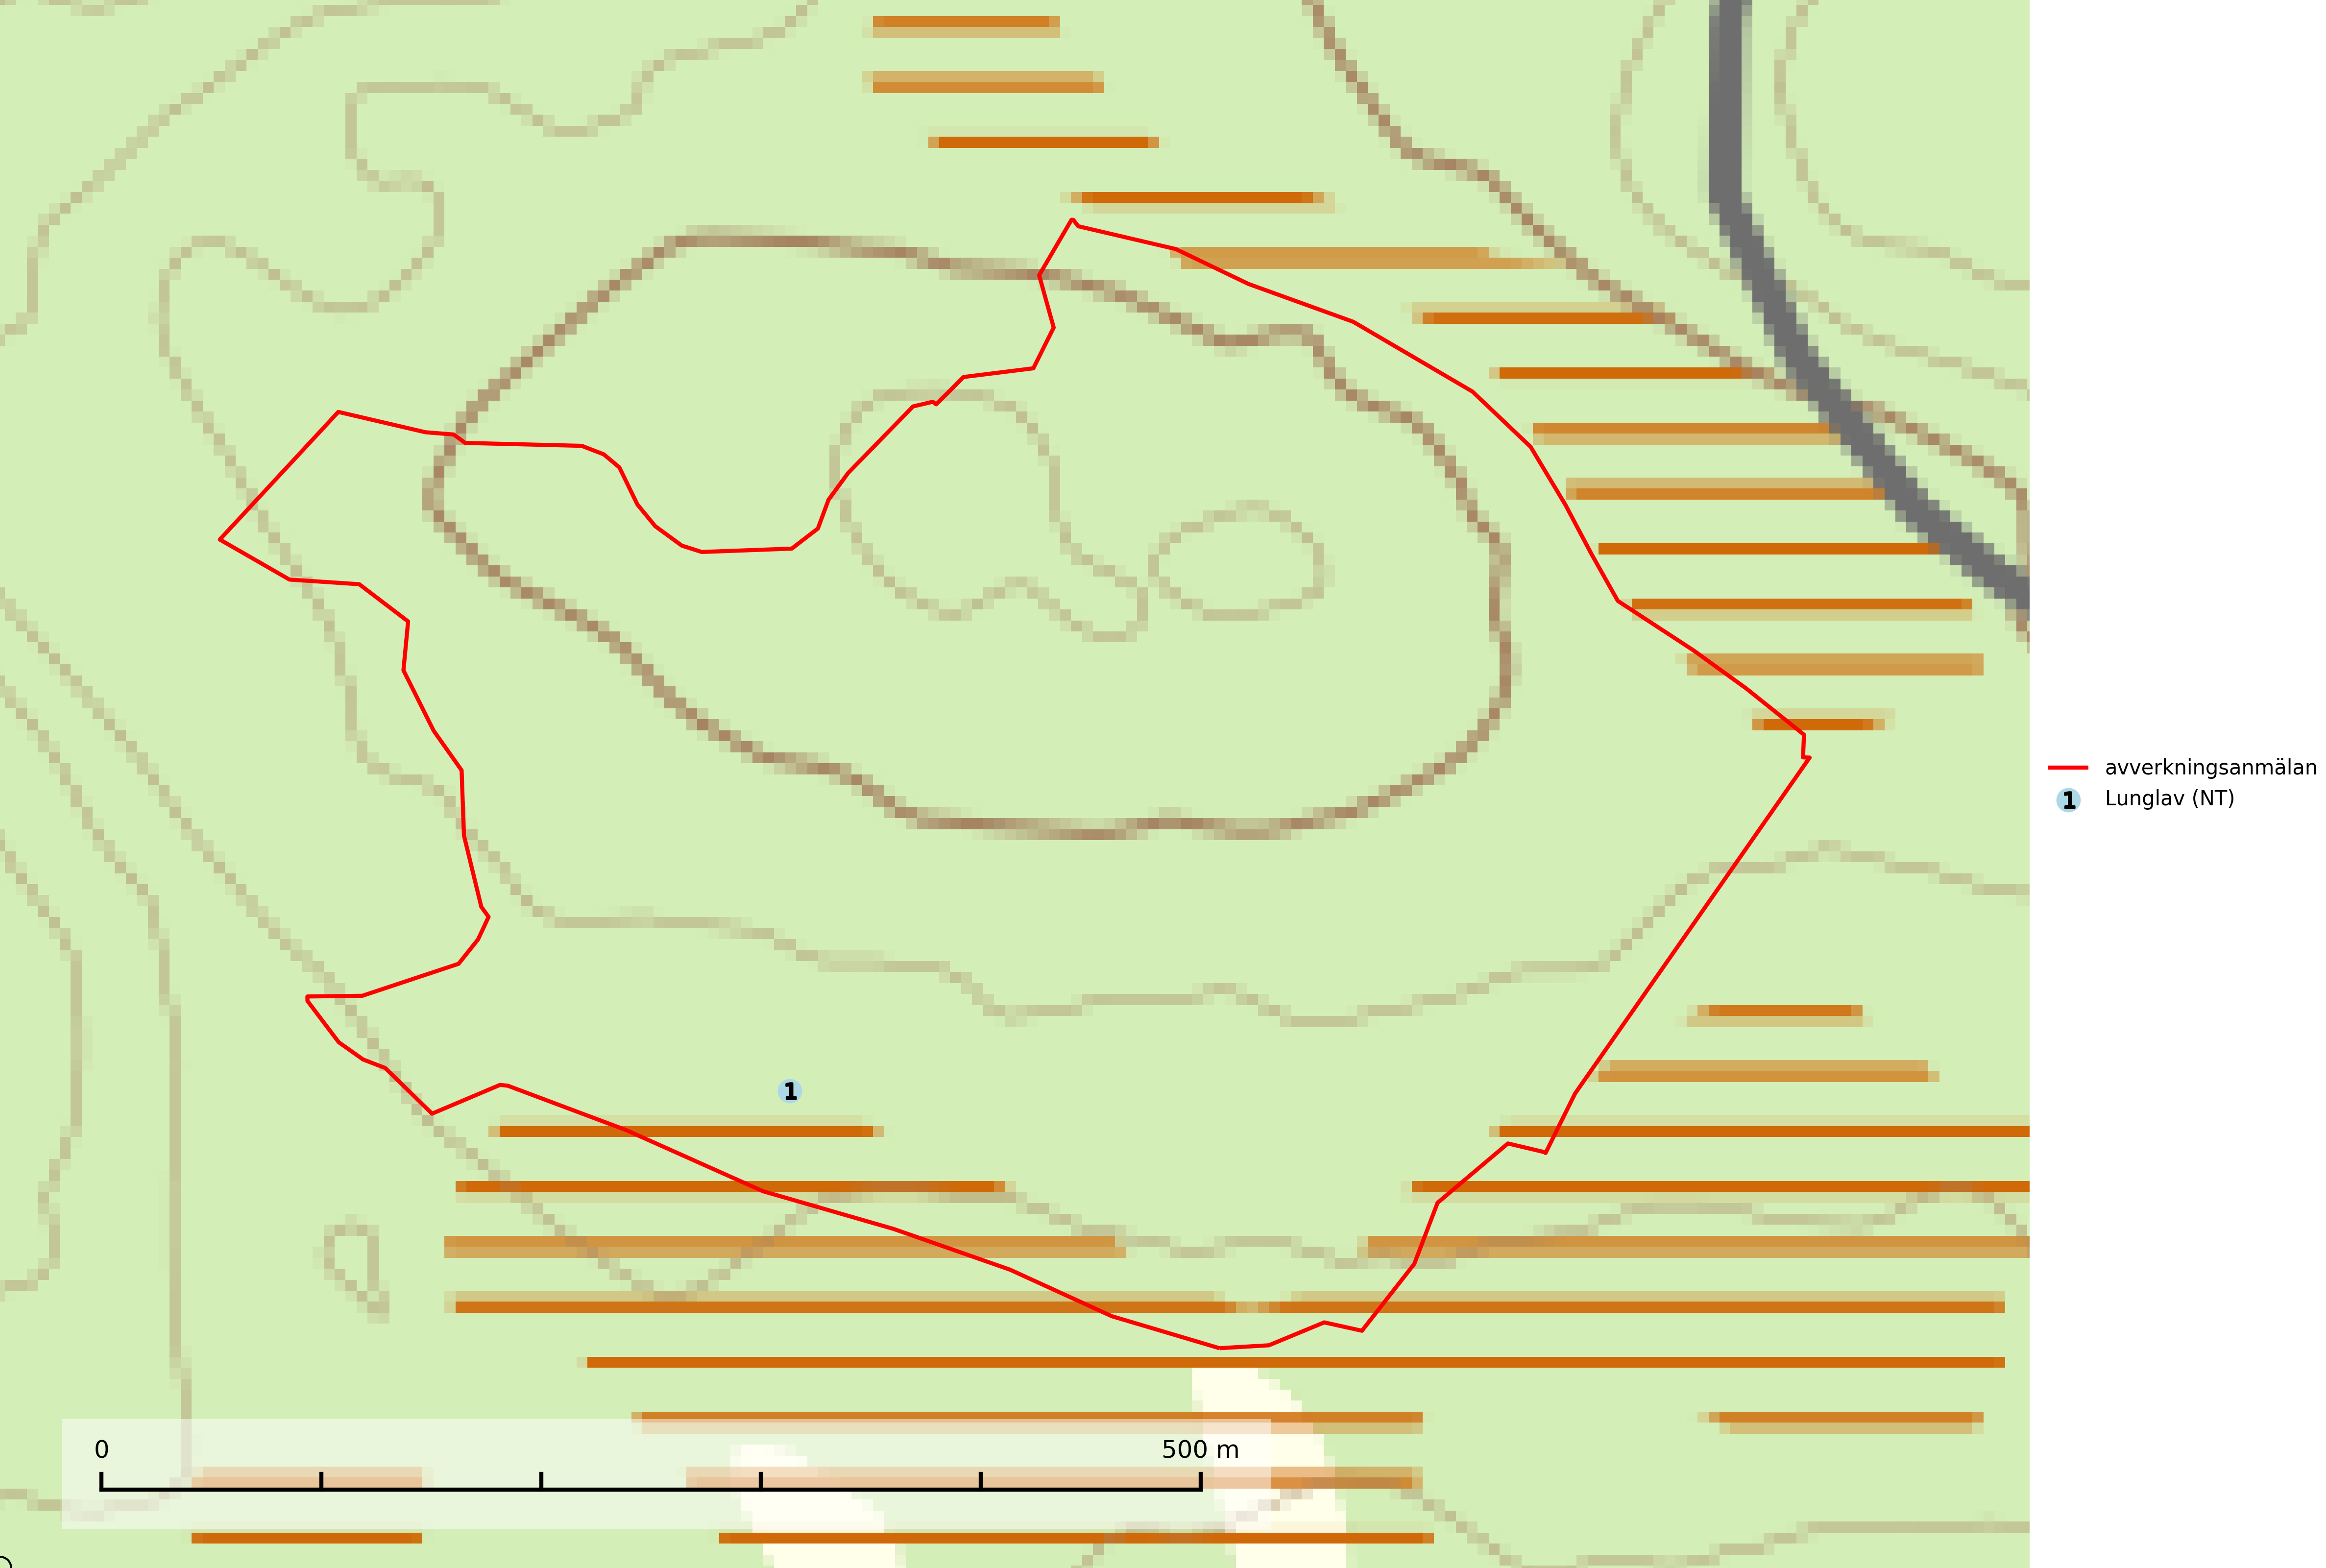 avverkningsanmälan
1 Lunglav (NT)
1
0 500 m